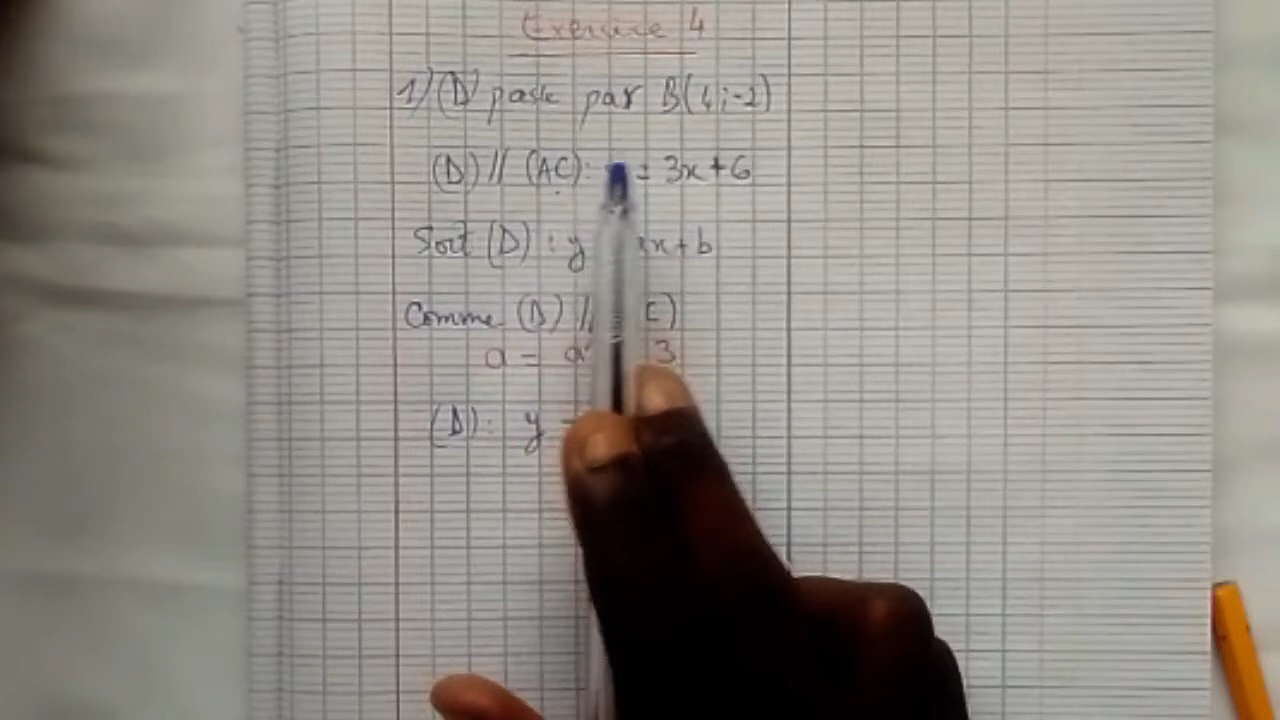 Exercice 4
1) (D) passe par B(4;-2)
(D) // (AC): = 3x+6
Soit (D) : y x+b
Comme (D) // C)
a = a' 3
(D): y